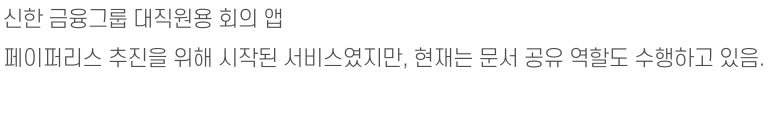 신한 금융그룹 대직원용 회의 앱
페이퍼리스 추진을 위해 시작된 서비스였지만, 현재는 문서 공유 역할도 수행하고 있음.